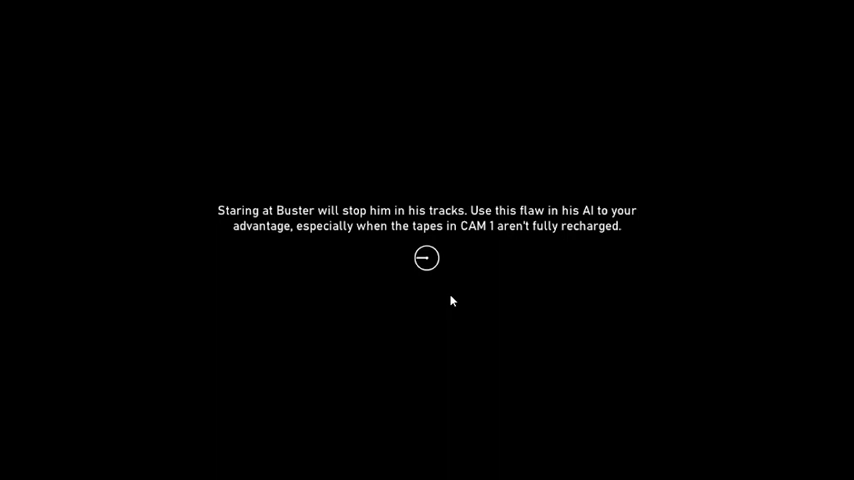 Staring at Buster will stop him in his tracks. Use this flaw in his AI to your
advantage, especially when the tapes in CAM 1 aren't fully recharged.